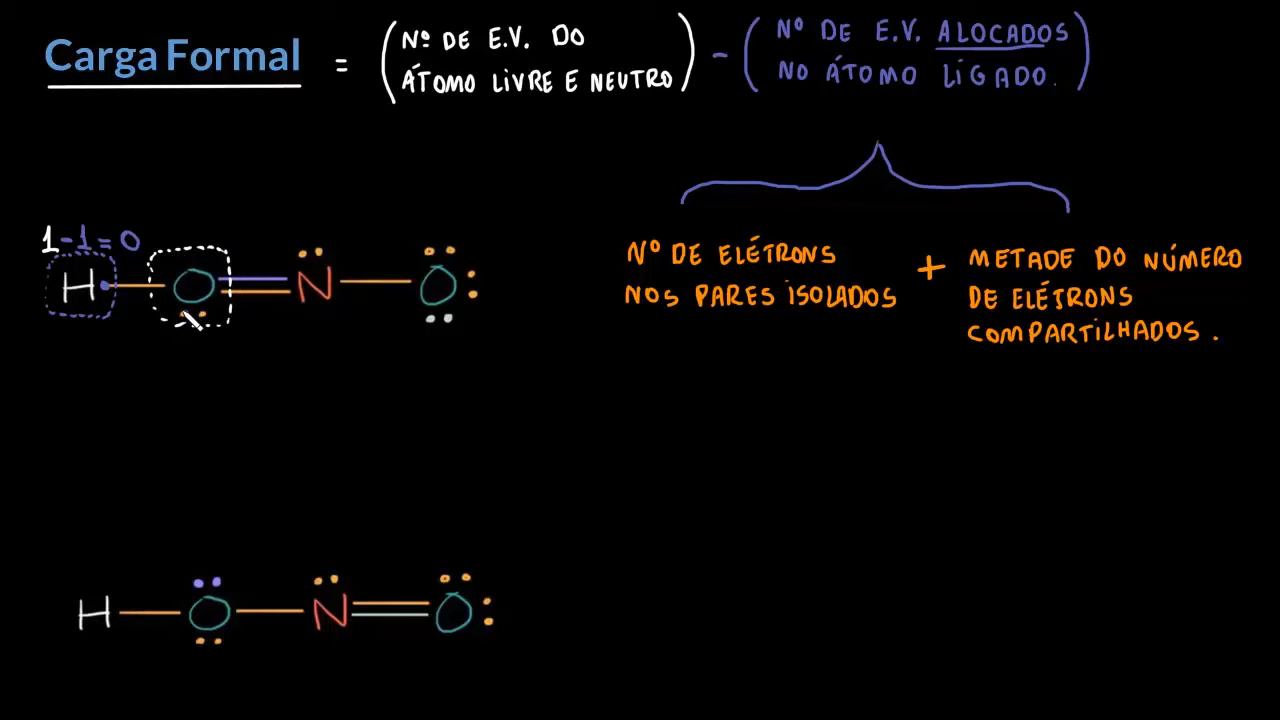 Carga Formal = (Nº DE E.V. DO ÁTOMO LIVRE E NEUTRO) - (Nº DE E.V. ALOCADOS NO ÁTOMO LIGADO.)
1 - 1 = 0
H O N O
Nº DE ELÉTRONS
NOS PARES ISOLADOS
+
METADE DO NÚMERO
DE ELÉTRONS
COMPARTILHADOS.
H O N O